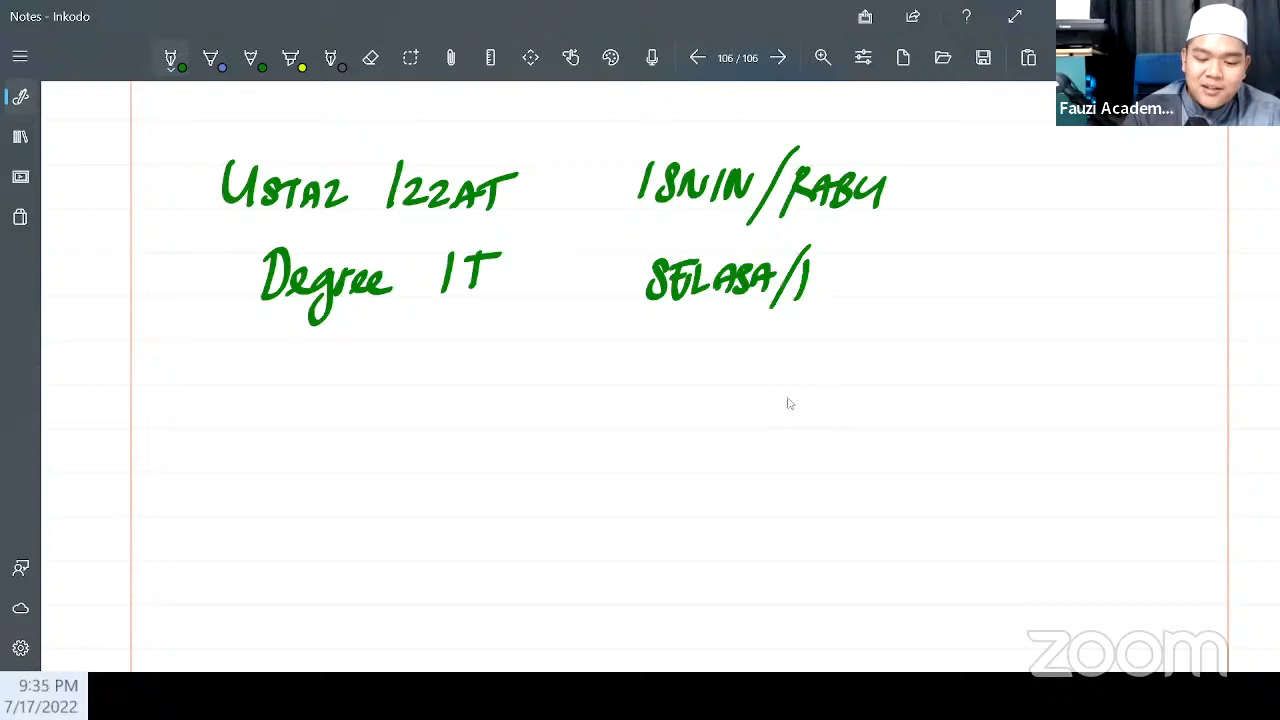 Notes - Inkodo
106 / 106
Fauzi Academ...
USTAZ IZZAT ISNIN/RABU
Degree IT SELASA/I
zoom
9:35 PM
7/17/2022